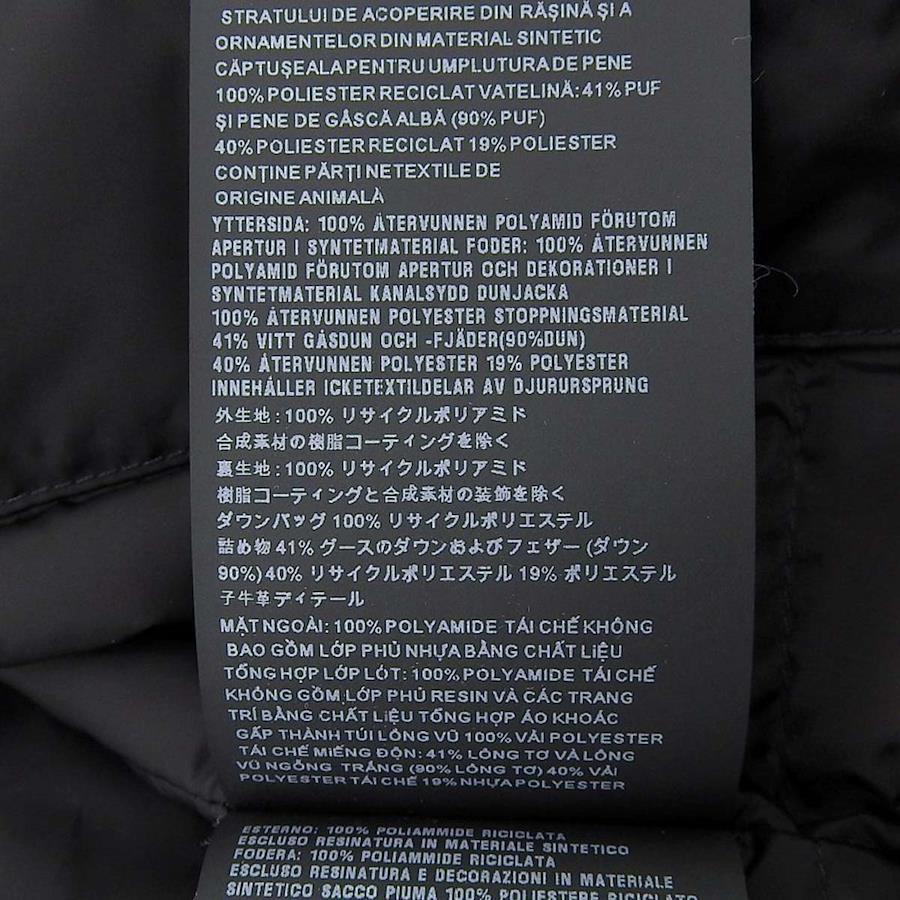 STRATULUI DE ACOPERIRE DIN RĂȘINĂ ȘI A
ORNAMENTELOR DIN MATERIAL SINTETIC
CĂPTUȘEALA PENTRU UMPLUTURA DE PENE
100% POLIESTER RECICLAT VATELINĂ: 41% PUF
ȘI PENE DE GÂSCĂ ALBĂ (90% PUF)
40% POLIESTER RECICLAT 19% POLIESTER
CONȚINE PĂRȚI NETEXTILE DE
ORIGINE ANIMALĂ
YTTERSIDA: 100% ÅTERVUNNEN POLYAMID FÖRUTOM
APERTUR I SYNTETMATERIAL FODER: 100% ÅTERVUNNEN
POLYAMID FÖRUTOM APERTUR OCH DEKORATIONER I
SYNTETMATERIAL KANALSYDD DUNJACKA
100% ÅTERVUNNEN POLYESTER STOPPNINGSMATERIAL
41% VITT GÅSDUN OCH -FJÄDER(90%DUN)
40% ÅTERVUNNEN POLYESTER 19% POLYESTER
INNEHÅLLER ICKETEXTILDELAR AV DJURURSPRUNG
外生地:100% リサイクルポリアミド
合成素材の樹脂コーティングを除く
裏生地:100% リサイクルポリアミド
樹脂コーティングと合成素材の装飾を除く
ダウンバッグ 100% リサイクルポリエステル
詰め物 41% グースのダウンおよびフェザー (ダウン
90%) 40% リサイクルポリエステル 19% ポリエステル
子牛革ディテール
MẶT NGOÀI: 100% POLYAMIDE TÁI CHẾ KHÔNG
BAO GỒM LỚP PHỦ NHỰA BẰNG CHẤT LIỆU
TỔNG HỢP LỚP LÓT: 100% POLYAMIDE TÁI CHẾ
KHÔNG GỒM LỚP PHỦ RESIN VÀ CÁC TRANG
TRÍ BẰNG CHẤT LIỆU TỔNG HỢP ÁO KHOÁC
GẤP THÀNH TÚI LÔNG VŨ 100% VẢI POLYESTER
TÁI CHẾ MIẾNG ĐỘN: 41% LÔNG TƠ VÀ LÔNG
VŨ NGỖNG TRẮNG (90% LÔNG TƠ) 40% VẢI
POLYESTER TÁI CHẾ 19% NHỰA POLYESTER
ESTERNO: 100% POLIAMMIDE RICICLATA
ESCLUSO RESINATURA IN MATERIALE SINTETICO
FODERA: 100% POLIAMMIDE RICICLATA
ESCLUSO RESINATURA E DECORAZIONI IN MATERIALE
SINTETICO SACCO PIUMA 100% POLIESTERE RICICLATO